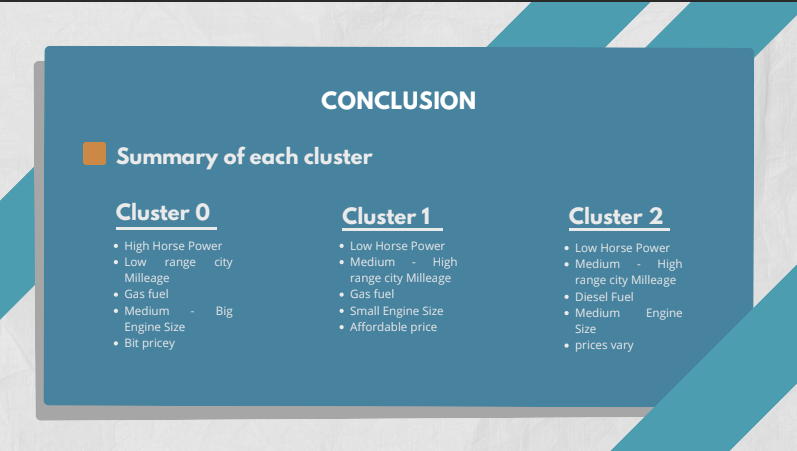 CONCLUSION
Summary of each cluster
Cluster 0
• High Horse Power
• Low range city
Milleage
• Gas fuel
• Medium - Big
Engine Size
• Bit pricey
Cluster 1
• Low Horse Power
• Medium - High
range city Milleage
• Gas fuel
• Small Engine Size
• Affordable price
Cluster 2
• Low Horse Power
• Medium - High
range city Milleage
• Diesel Fuel
• Medium Engine
Size
• prices vary